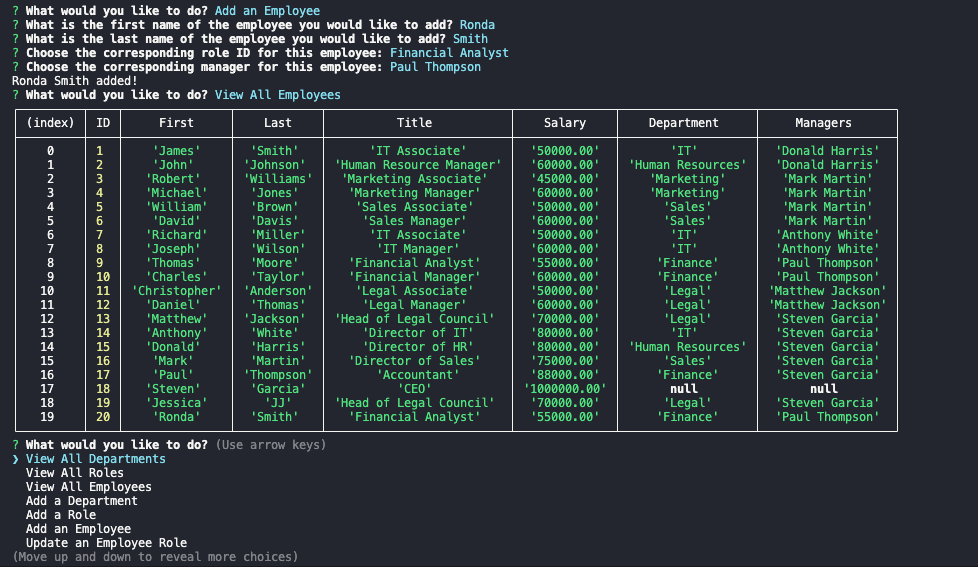 ? What would you like to do? Add an Employee
? What is the first name of the employee you would like to add? Ronda
? What is the last name of the employee you would like to add? Smith
? Choose the corresponding role ID for this employee: Financial Analyst
? Choose the corresponding manager for this employee: Paul Thompson
Ronda Smith added!
? What would you like to do? View All Employees
(index) ID First Last Title Salary Department Managers
0 1 'James' 'Smith' 'IT Associate' '50000.00' 'IT' 'Donald Harris'
1 2 'John' 'Johnson' 'Human Resource Manager' '60000.00' 'Human Resources' 'Donald Harris'
2 3 'Robert' 'Williams' 'Marketing Associate' '45000.00' 'Marketing' 'Mark Martin'
3 4 'Michael' 'Jones' 'Marketing Manager' '60000.00' 'Marketing' 'Mark Martin'
4 5 'William' 'Brown' 'Sales Associate' '50000.00' 'Sales' 'Mark Martin'
5 6 'David' 'Davis' 'Sales Manager' '60000.00' 'Sales' 'Mark Martin'
6 7 'Richard' 'Miller' 'IT Associate' '50000.00' 'IT' 'Anthony White'
7 8 'Joseph' 'Wilson' 'IT Manager' '60000.00' 'IT' 'Anthony White'
8 9 'Thomas' 'Moore' 'Financial Analyst' '55000.00' 'Finance' 'Paul Thompson'
9 10 'Charles' 'Taylor' 'Financial Manager' '60000.00' 'Finance' 'Paul Thompson'
10 11 'Christopher' 'Anderson' 'Legal Associate' '50000.00' 'Legal' 'Matthew Jackson'
11 12 'Daniel' 'Thomas' 'Legal Manager' '60000.00' 'Legal' 'Matthew Jackson'
12 13 'Matthew' 'Jackson' 'Head of Legal Council' '70000.00' 'Legal' 'Steven Garcia'
13 14 'Anthony' 'White' 'Director of IT' '80000.00' 'IT' 'Steven Garcia'
14 15 'Donald' 'Harris' 'Director of HR' '80000.00' 'Human Resources' 'Steven Garcia'
15 16 'Mark' 'Martin' 'Director of Sales' '75000.00' 'Sales' 'Steven Garcia'
16 17 'Paul' 'Thompson' 'Accountant' '88000.00' 'Finance' 'Steven Garcia'
17 18 'Steven' 'Garcia' 'CEO' '1000000.00' null null
18 19 'Jessica' 'JJ' 'Head of Legal Council' '70000.00' 'Legal' 'Steven Garcia'
19 20 'Ronda' 'Smith' 'Financial Analyst' '55000.00' 'Finance' 'Paul Thompson'
? What would you like to do? (Use arrow keys)
❯ View All Departments
View All Roles
View All Employees
Add a Department
Add a Role
Add an Employee
Update an Employee Role
(Move up and down to reveal more choices)